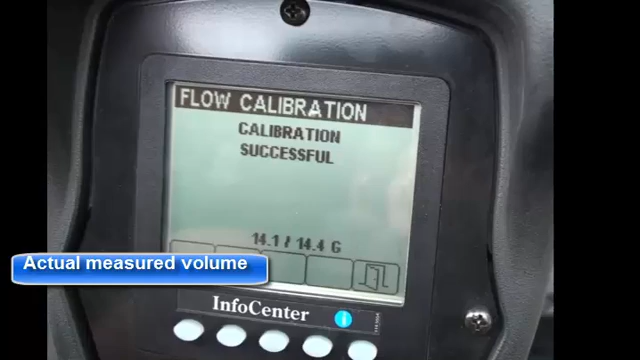 FLOW CALIBRATION
CALIBRATION
SUCCESSFUL
14.1 / 14.4 G
Actual measured volume
InfoCenter
i